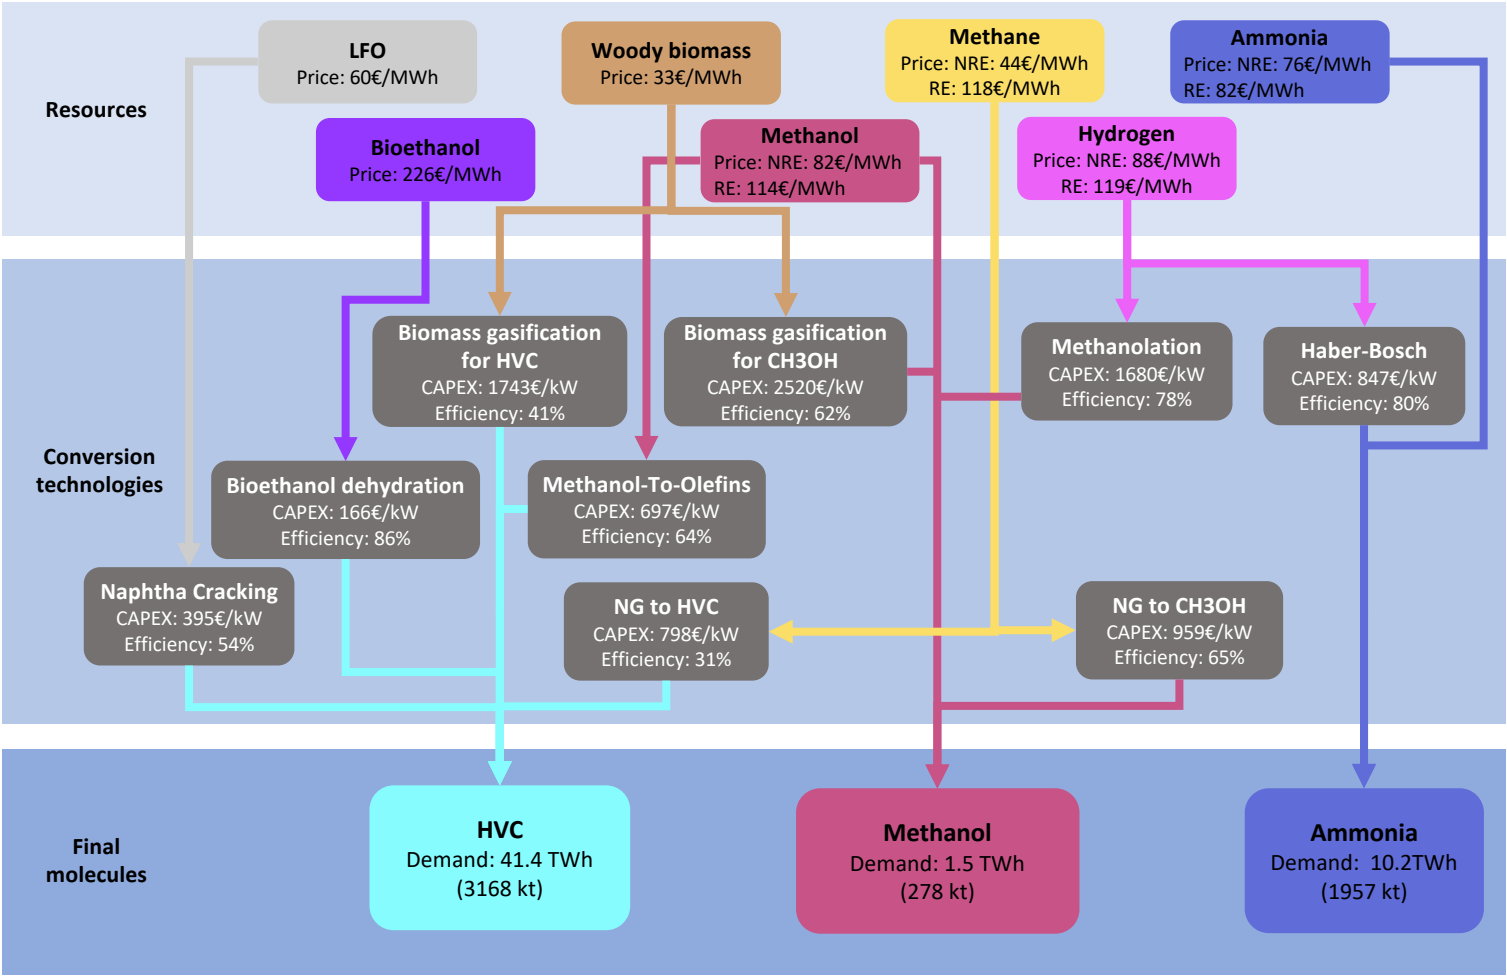 Resources
LFO
Price: 60€/MWh
Woody biomass
Price: 33€/MWh
Methane
Price: NRE: 44€/MWh
RE: 118€/MWh
Ammonia
Price: NRE: 76€/MWh
RE: 82€/MWh
Bioethanol
Price: 226€/MWh
Methanol
Price: NRE: 82€/MWh
RE: 114€/MWh
Hydrogen
Price: NRE: 88€/MWh
RE: 119€/MWh
Conversion
technologies
Biomass gasification
for HVC
CAPEX: 1743€/kW
Efficiency: 41%
Biomass gasification
for CH3OH
CAPEX: 2520€/kW
Efficiency: 62%
Methanolation
CAPEX: 1680€/kW
Efficiency: 78%
Haber-Bosch
CAPEX: 847€/kW
Efficiency: 80%
Bioethanol dehydration
CAPEX: 166€/kW
Efficiency: 86%
Methanol-To-Olefins
CAPEX: 697€/kW
Efficiency: 64%
Naphtha Cracking
CAPEX: 395€/kW
Efficiency: 54%
NG to HVC
CAPEX: 798€/kW
Efficiency: 31%
NG to CH3OH
CAPEX: 959€/kW
Efficiency: 65%
Final
molecules
HVC
Demand: 41.4 TWh
(3168 kt)
Methanol
Demand: 1.5 TWh
(278 kt)
Ammonia
Demand: 10.2TWh
(1957 kt)